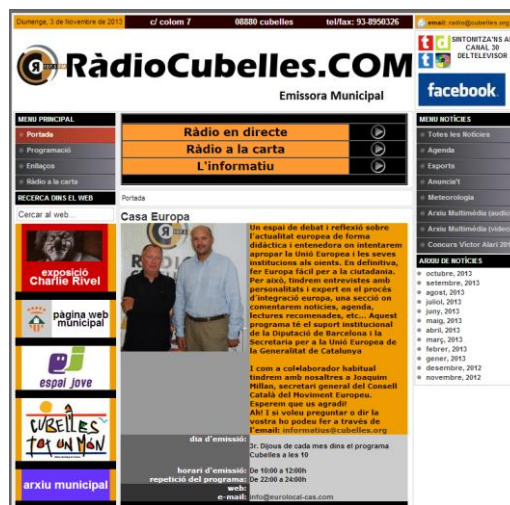 Diumenge, 3 de Novembre de 2013
c/ colom 7
08880 cubelles
tel/fax: 93-8950326
email: radio@cubelles.org
RàdioCubelles.COM
Emissora Municipal
SINTONITZA'NS AL
CANAL 30
DEL TELEVISOR
facebook
MENU PRINCIPAL
Portada
Programació
Enllaços
Ràdio a la carta
RECERCA DINS EL WEB
Cercar al web...
exposició
Charlie Rivel
pàgina web
municipal
espai jove
CUBELLES
TOT UN MÓN
arxiu municipal
Ràdio en directe
Ràdio a la carta
L'informatiu
Portada
Casa Europa
Un espai de debat i reflexió sobre
l'actualitat europea de forma
didàctica i entenedora on intentarem
apropar la Unió Europea i les seves
institucions als oients. En definitiva,
fer Europa fàcil per a la ciutadania.
Per això, tindrem entrevistes amb
personalitats i expert en el procés
d'integració europa, una secció on
comentarem notícies, agenda,
lectures recomenades, etc... Aquest
programa té el suport institucional
de la Diputació de Barcelona i la
Secretaria per a la Unió Europea de
la Generalitat de Catalunya
I com a col•laborador habitual
tindrem amb nosaltres a Joaquim
Millan, secretari general del Consell
Català del Moviment Europeu.
Esperem que us agradi!
Ah! I si voleu preguntar o dir la
vostra ho podeu fer a través de
l'email: informatius@cubelles.org
dia d'emissió:
3r. Dijous de cada mes dins el programa
Cubelles a les 10
horari d'emissió: De 10:00 a 12:00h
repetició del programa: De 22:00 a 24:00h
web:
e-mail: info@eurolocal-cas.com
MENU NOTÍCIES
Totes les Notícies
Agenda
Esports
Anuncia't
Meteorologia
Arxiu Multimèdia (audio
Arxiu Multimèdia (video
Concurs Víctor Alari 201
ARXIU DE NOTÍCIES
octubre, 2013
setembre, 2013
agost, 2013
juliol, 2013
juny, 2013
maig, 2013
abril, 2013
març, 2013
febrer, 2013
gener, 2013
desembre, 2012
novembre, 2012